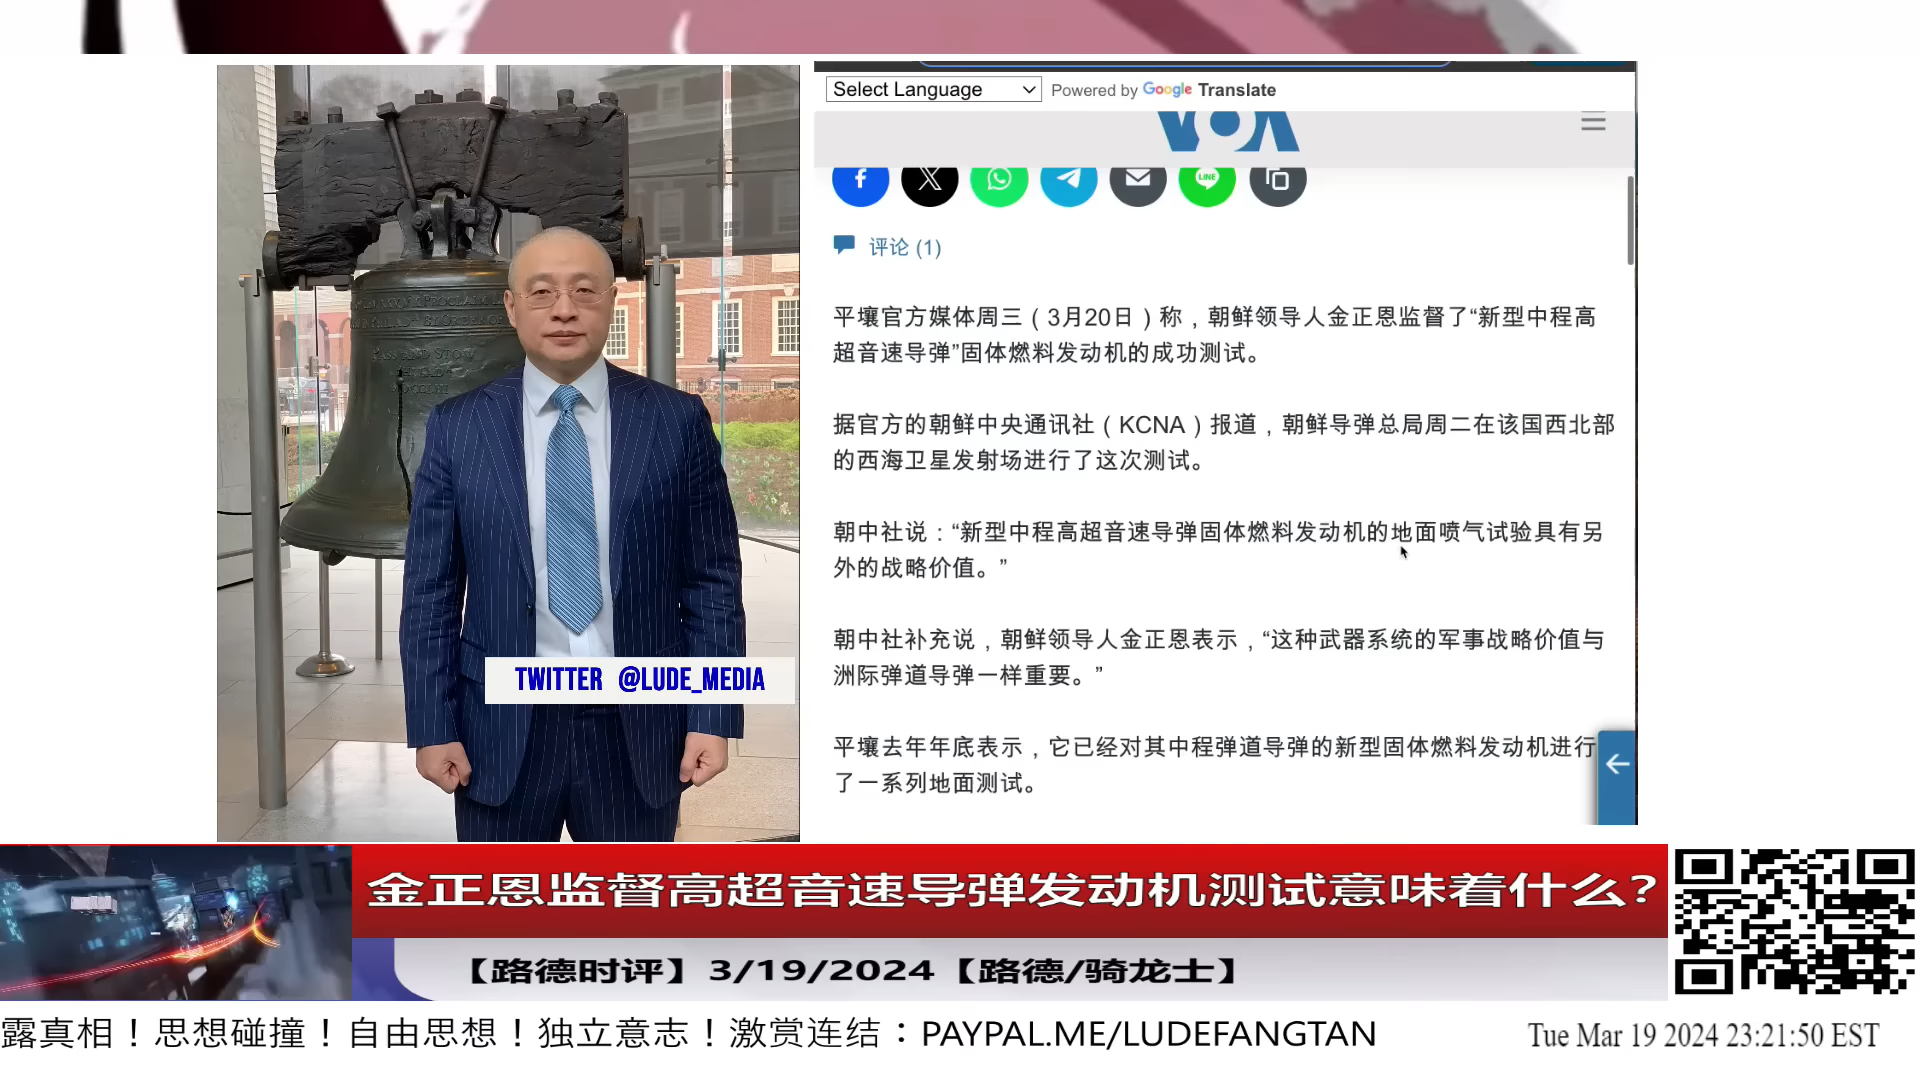 Select Language
Powered by Google Translate
VOA
LINE
评论 (1)
平壤官方媒体周三（3月20日）称，朝鲜领导人金正恩监督了“新型中程高
超音速导弹”固体燃料发动机的成功测试。
据官方的朝鲜中央通讯社（KCNA）报道，朝鲜导弹总局周二在该国西北部
的西海卫星发射场进行了这次测试。
朝中社说：“新型中程高超音速导弹固体燃料发动机的地面喷气试验具有另
外的战略价值。”
朝中社补充说，朝鲜领导人金正恩表示，“这种武器系统的军事战略价值与
洲际弹道导弹一样重要。”
平壤去年年底表示，它已经对其中程弹道导弹的新型固体燃料发动机进行
了一系列地面测试。
PASS AND STOW
TWITTER @LUDE_MEDIA
金正恩监督高超音速导弹发动机测试意味着什么?
【路德时评】3/19/2024【路德/骑龙士】
露真相！思想碰撞！自由思想！独立意志！激赏连结：PAYPAL.ME/LUDEFANGTAN
Tue Mar 19 2024 23:21:50 EST